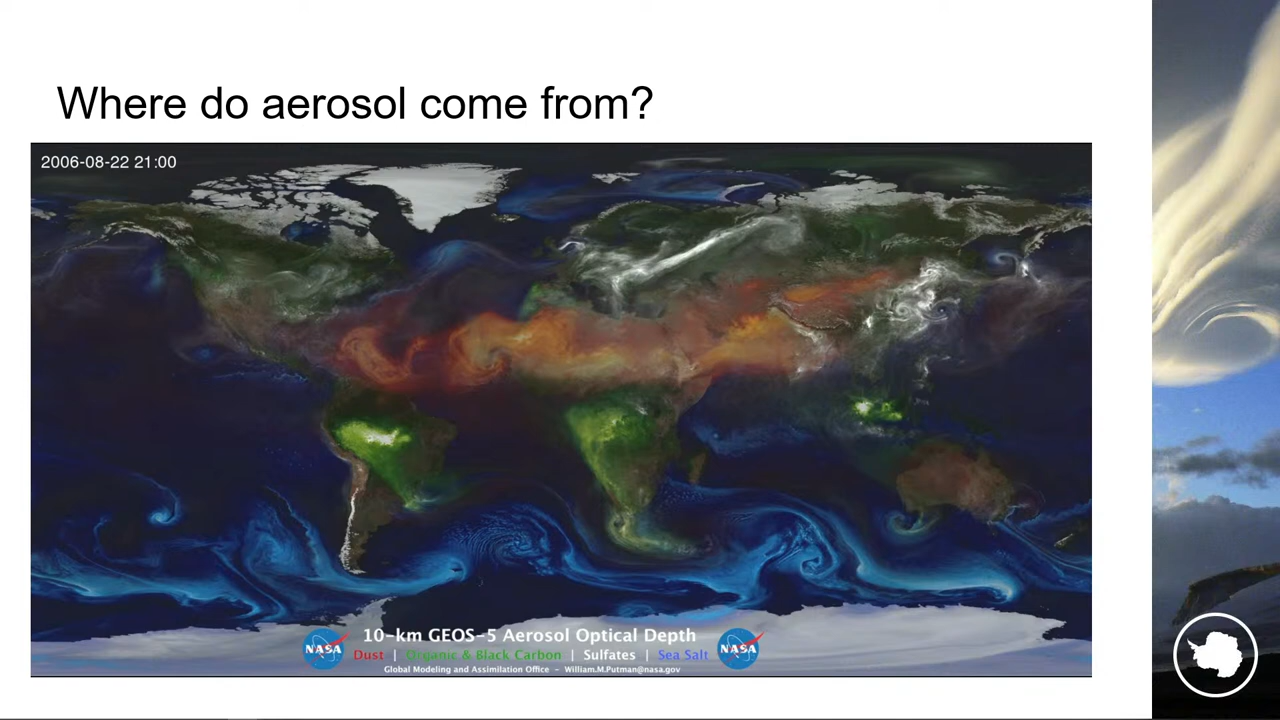 Where do aerosol come from?
2006-08-22 21:00
10-km GEOS-5 Aerosol Optical Depth
NASA
Dust | Organic & Black Carbon | Sulfates | Sea Salt
NASA
Global Modeling and Assimilation Office - William.M.Putman@nasa.gov